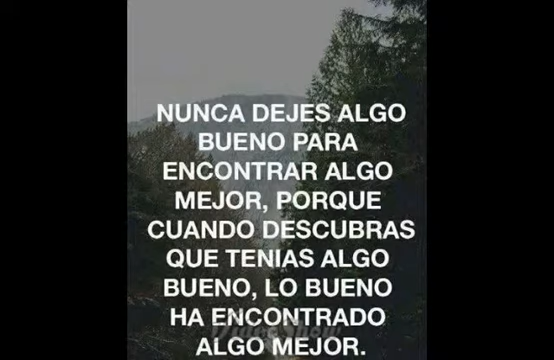 NUNCA DEJES ALGO
BUENO PARA
ENCONTRAR ALGO
MEJOR, PORQUE
CUANDO DESCUBRAS
QUE TENIAS ALGO
BUENO, LO BUENO
HA ENCONTRADO
VideoShow
ALGO MEJOR.